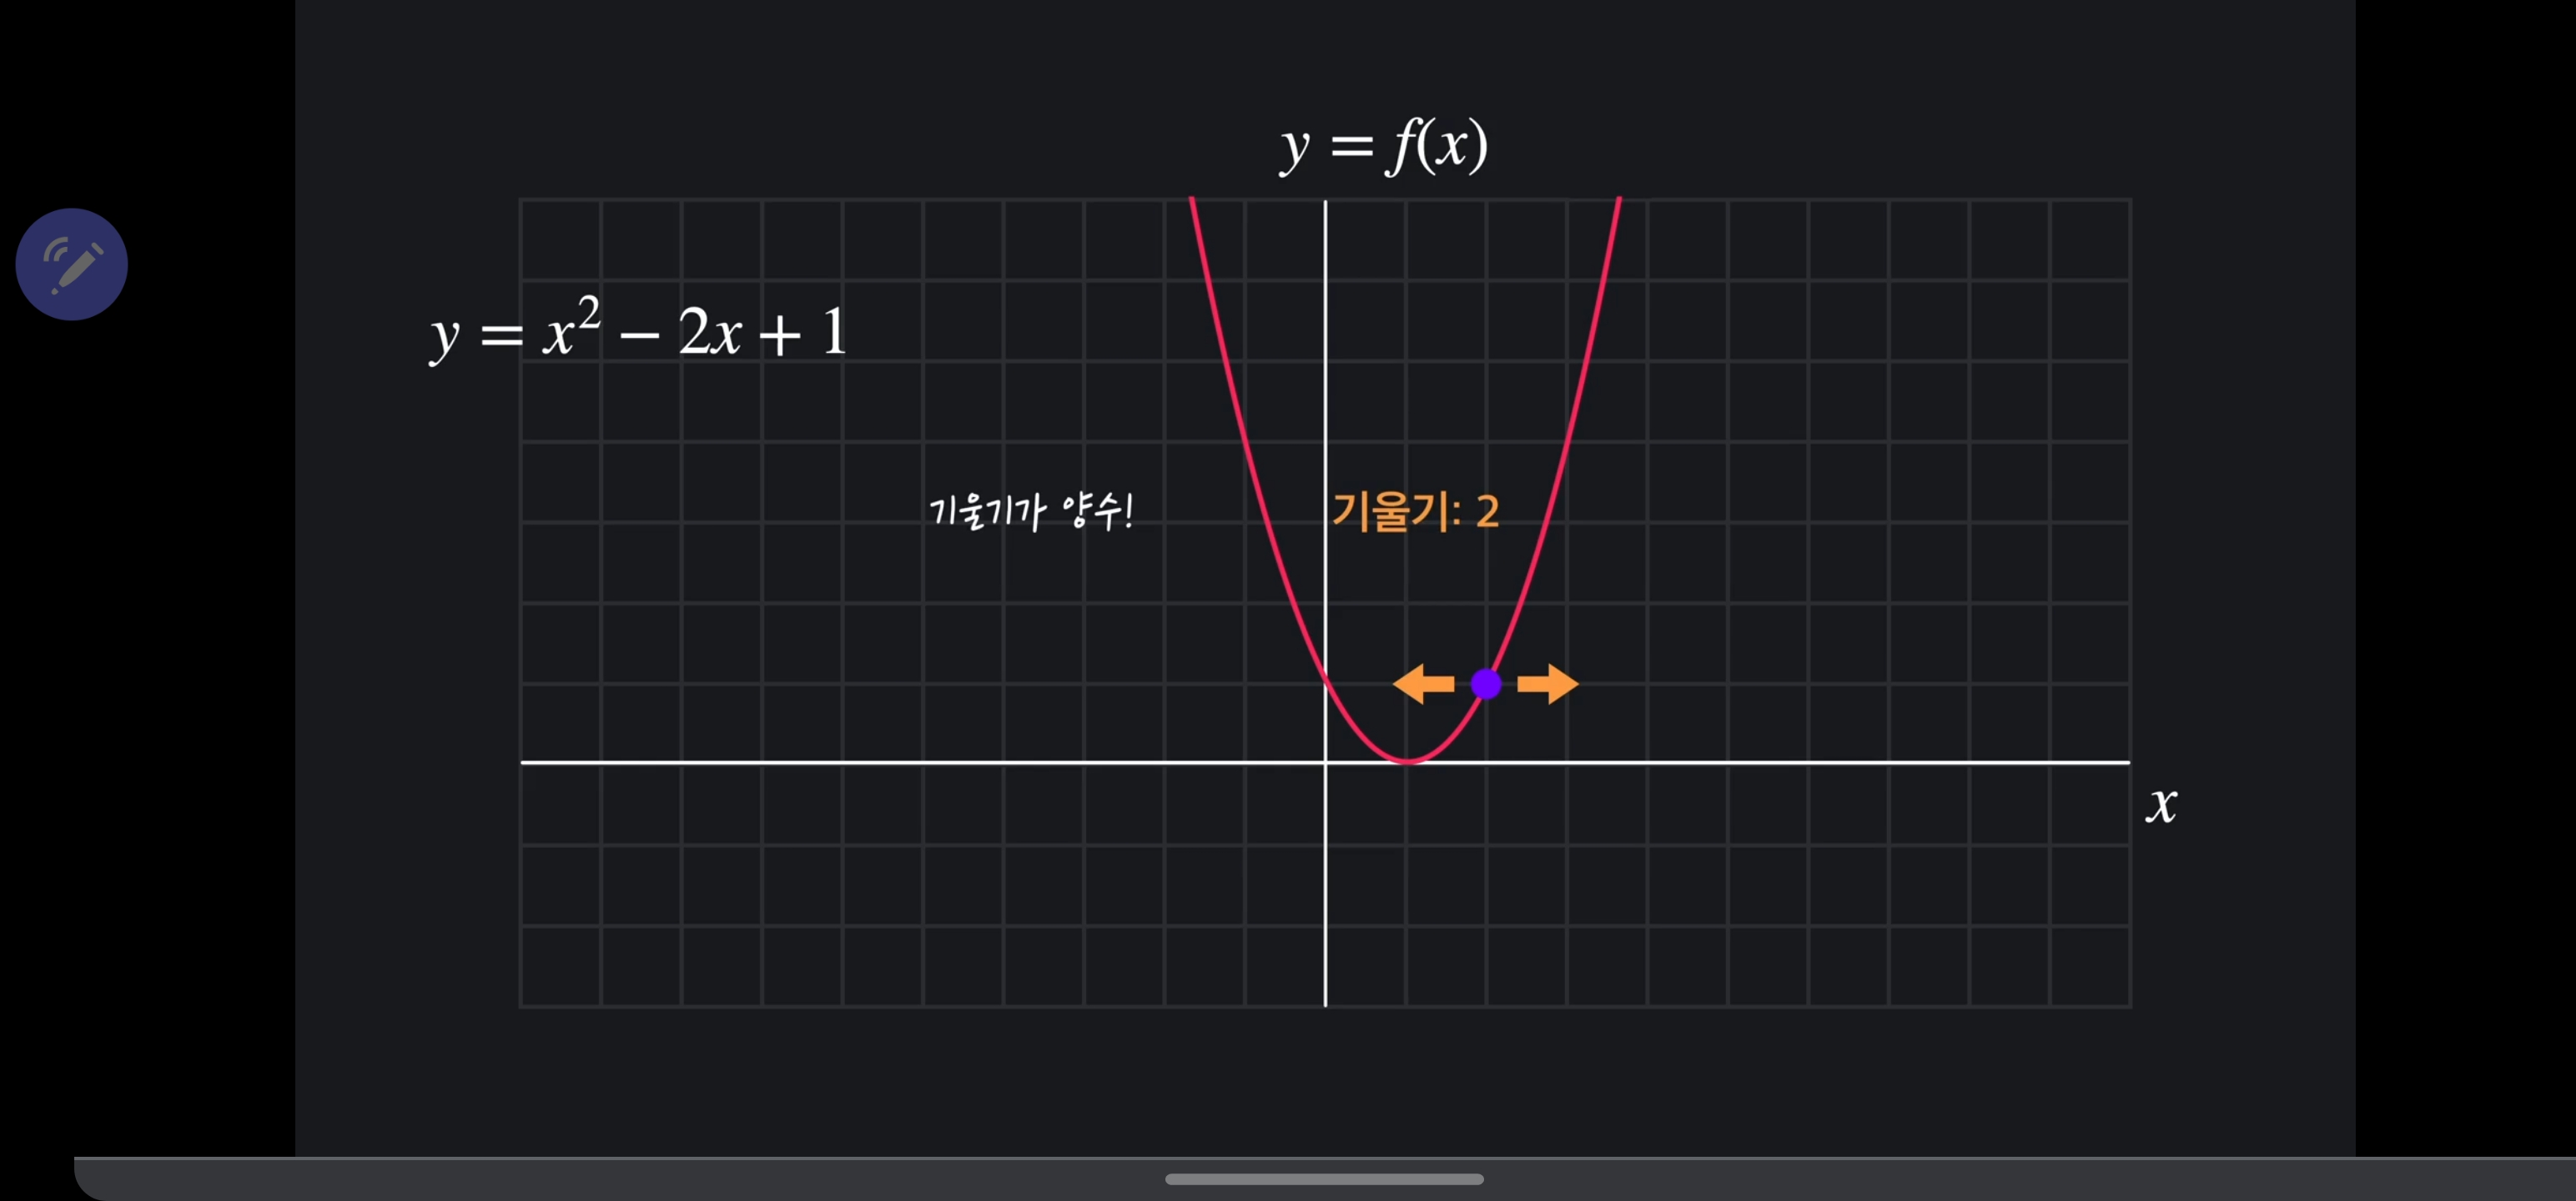 y = f(x)
y = x² − 2x + 1
기울기가 양수!
기울기: 2
x